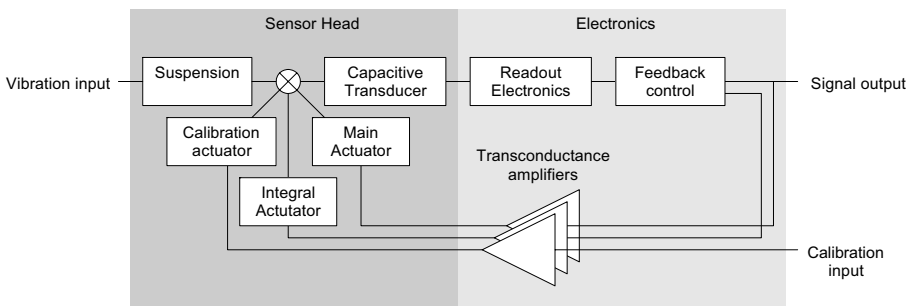 Sensor Head
Electronics
Vibration input
Suspension
Capacitive
Transducer
Readout
Electronics
Feedback
control
Signal output
Calibration
actuator
Main
Actuator
Integral
Actutator
Transconductance
amplifiers
Calibration
input